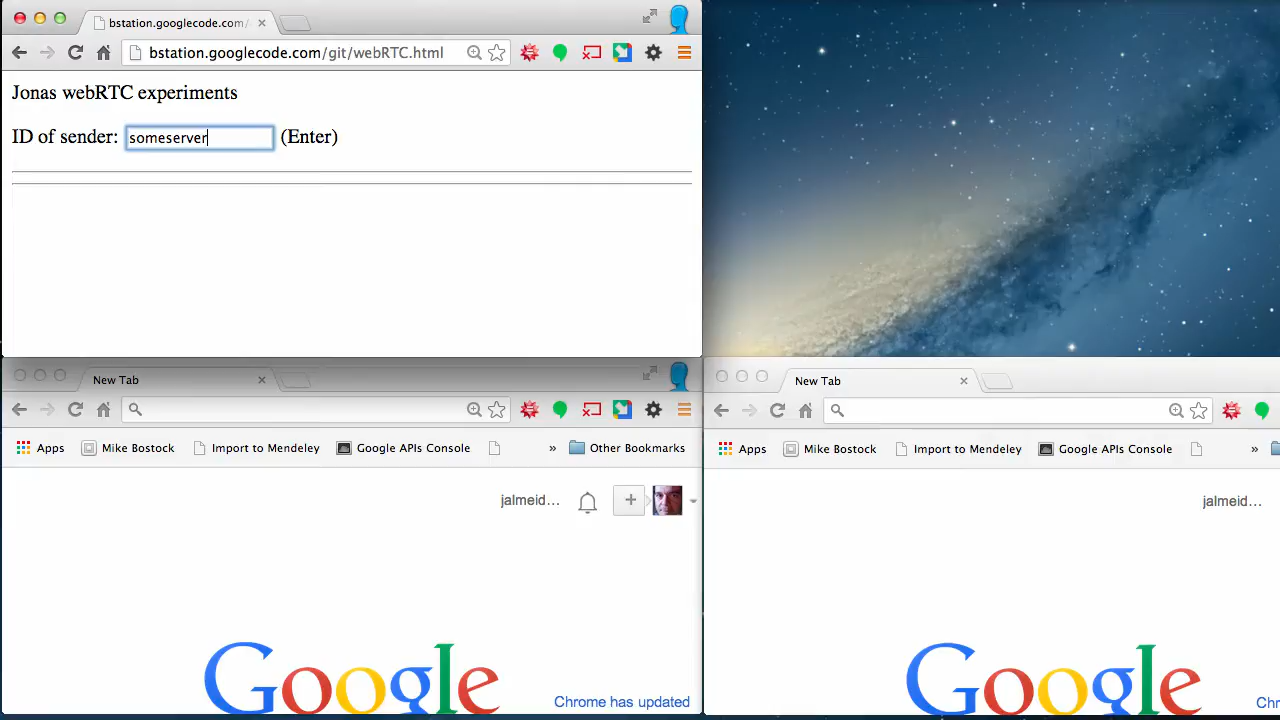 bstation.googlecode.com/
bstation.googlecode.com/git/webRTC.html
Jonas webRTC experiments
ID of sender: someserver (Enter)
New Tab
Apps Mike Bostock Import to Mendeley Google APIs Console » Other Bookmarks
jalmeid...
Google
Chrome has updated
New Tab
Apps Mike Bostock Import to Mendeley Google APIs Console »
jalmeid...
Google
Chr